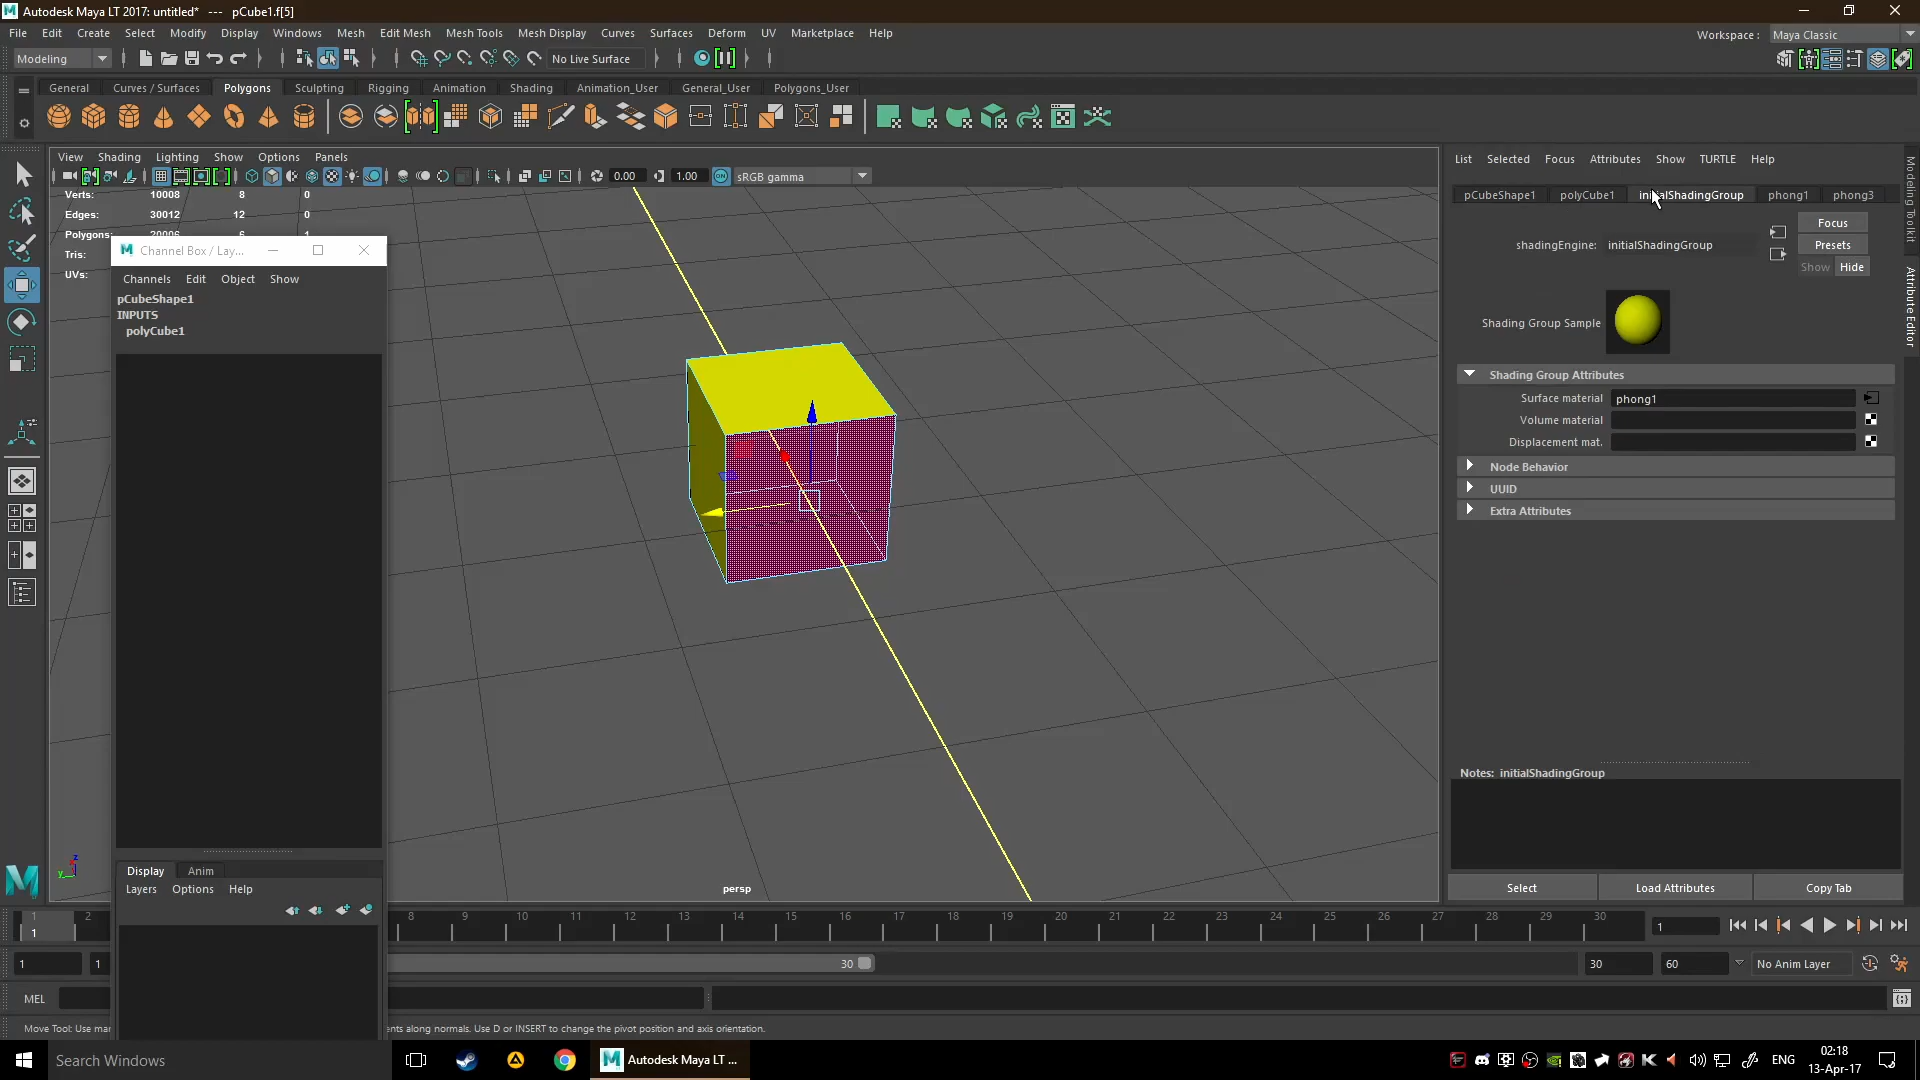 Autodesk Maya LT 2017: untitled*   ---   pCube1.f[5]
File Edit Create Select Modify Display Windows Mesh Edit Mesh Mesh Tools Mesh Display Curves Surfaces Deform UV Marketplace Help
Workspace : Maya Classic
Modeling
No Live Surface
General Curves / Surfaces Polygons Sculpting Rigging Animation Shading Animation_User General_User Polygons_User
View Shading Lighting Show Options Panels
0.00 1.00 ON sRGB gamma
Verts: 10008 8 0
Edges: 30012 12 0
Polygons: 20006 6 1
Tris:
UVs:
Channel Box / Lay...
Channels Edit Object Show
pCubeShape1
INPUTS
polyCube1
Display Anim
Layers Options Help
persp
List Selected Focus Attributes Show TURTLE Help
pCubeShape1 polyCube1 initialShadingGroup phong1 phong3
Focus
shadingEngine: initialShadingGroup
Presets
Show Hide
Shading Group Sample
Shading Group Attributes
Surface material phong1
Volume material
Displacement mat.
Node Behavior
UUID
Extra Attributes
Notes: initialShadingGroup
Select Load Attributes Copy Tab
Modeling Toolkit
Attribute Editor
1 2 8 9 10 11 12 13 14 15 16 17 18 19 20 21 22 23 24 25 26 27 28 29 30
1 1
1 1 30 30 60 No Anim Layer
MEL
Move Tool: Use mar
nts along normals. Use D or INSERT to change the pivot position and axis orientation.
Search Windows
Autodesk Maya LT ...
ENG
02:18
13-Apr-17